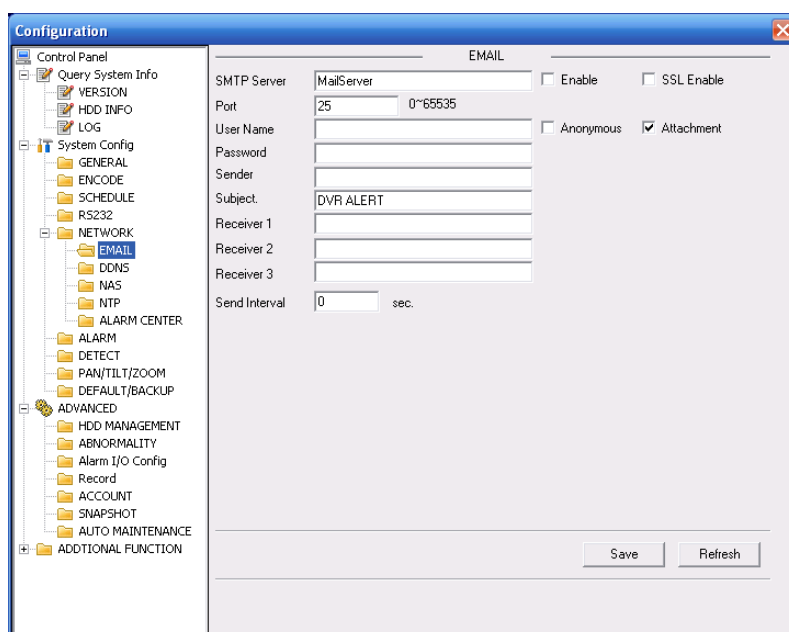 Configuration
Control Panel
Query System Info
VERSION
HDD INFO
LOG
System Config
GENERAL
ENCODE
SCHEDULE
RS232
NETWORK
EMAIL
DDNS
NAS
NTP
ALARM CENTER
ALARM
DETECT
PAN/TILT/ZOOM
DEFAULT/BACKUP
ADVANCED
HDD MANAGEMENT
ABNORMALITY
Alarm I/O Config
Record
ACCOUNT
SNAPSHOT
AUTO MAINTENANCE
ADDTIONAL FUNCTION
EMAIL
SMTP Server MailServer Enable SSL Enable
Port 25 0~65535
User Name Anonymous Attachment
Password
Sender
Subject. DVR ALERT
Receiver 1
Receiver 2
Receiver 3
Send Interval 0 sec.
Save Refresh